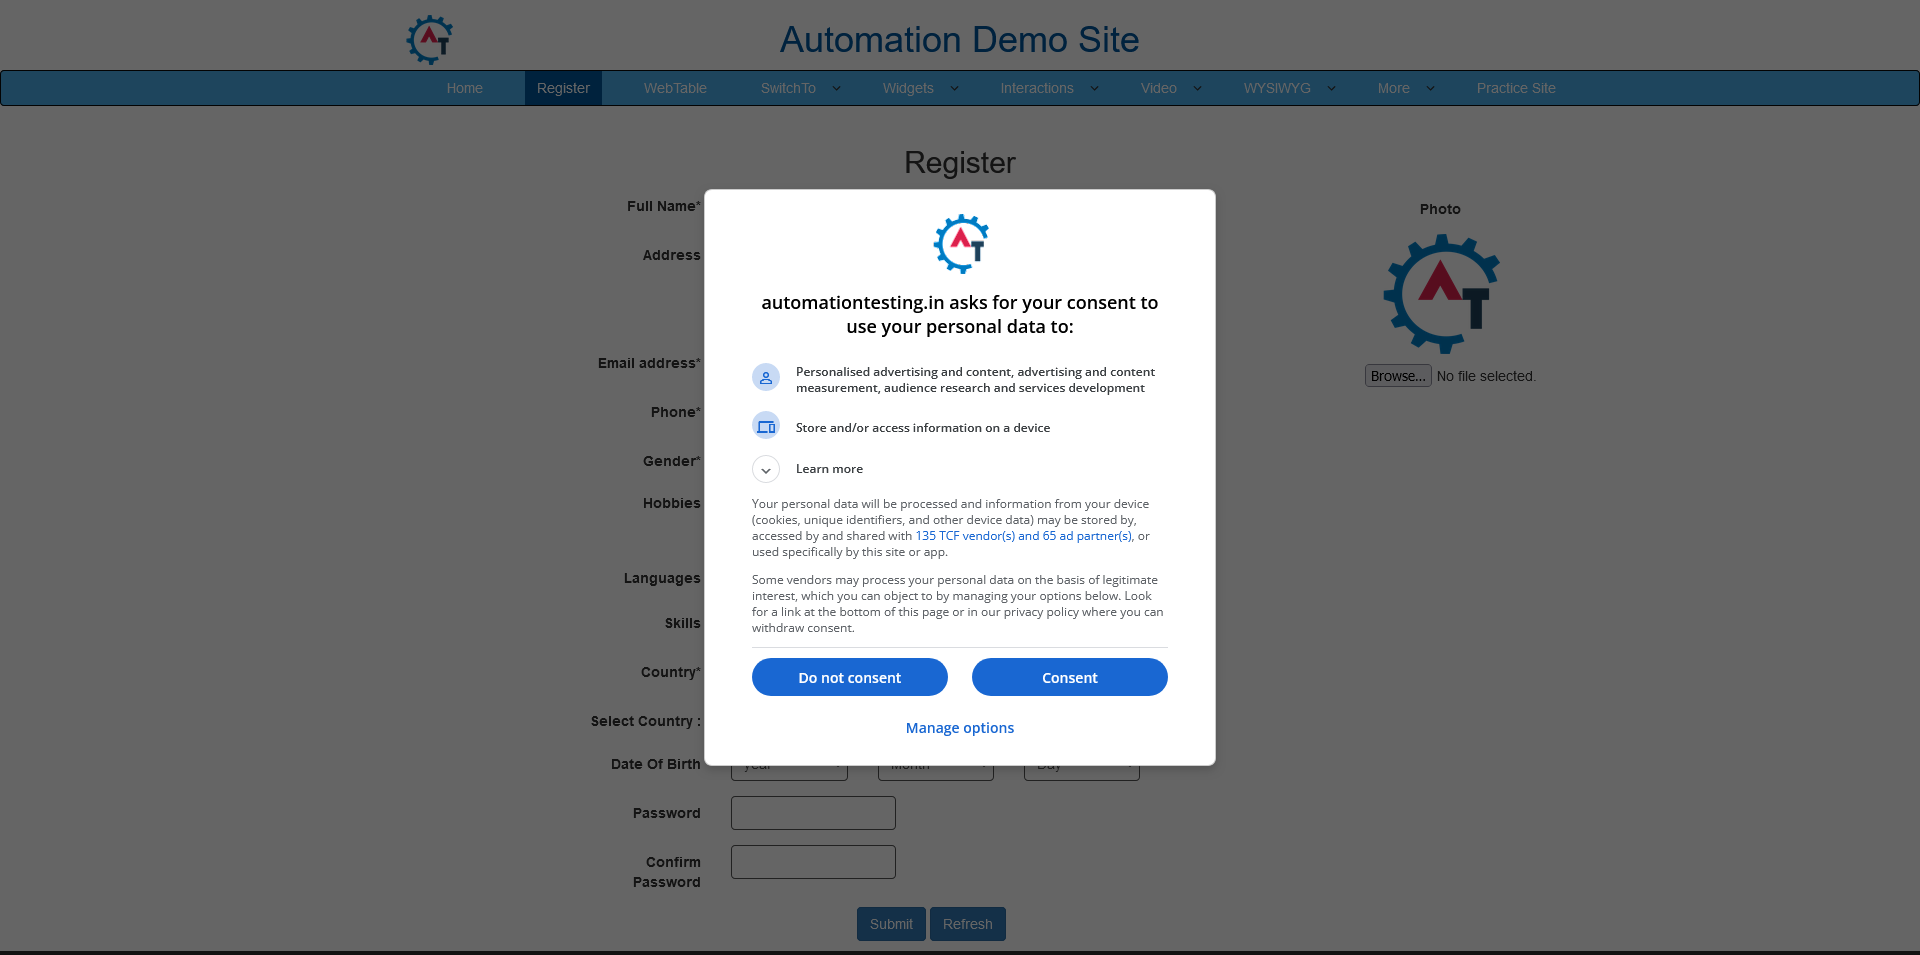 Automation Demo Site
Home Register WebTable SwitchTo Widgets Interactions Video WYSIWYG More Practice Site
Register
Full Name*
Photo
Address
Email address*
Browse... No file selected.
Phone*
Gender*
Hobbies
Languages
Skills
Country*
Select Country :
AT
automationtesting.in asks for your consent to
use your personal data to:
Personalised advertising and content, advertising and content
measurement, audience research and services development
Store and/or access information on a device
Learn more
Your personal data will be processed and information from your device
(cookies, unique identifiers, and other device data) may be stored by,
accessed by and shared with 135 TCF vendor(s) and 65 ad partner(s), or
used specifically by this site or app.
Some vendors may process your personal data on the basis of legitimate
interest, which you can object to by managing your options below. Look
for a link at the bottom of this page or in our privacy policy where you can
withdraw consent.
Do not consent Consent
Manage options
Date Of Birth year Month Day
Password
Confirm
Password
Submit Refresh